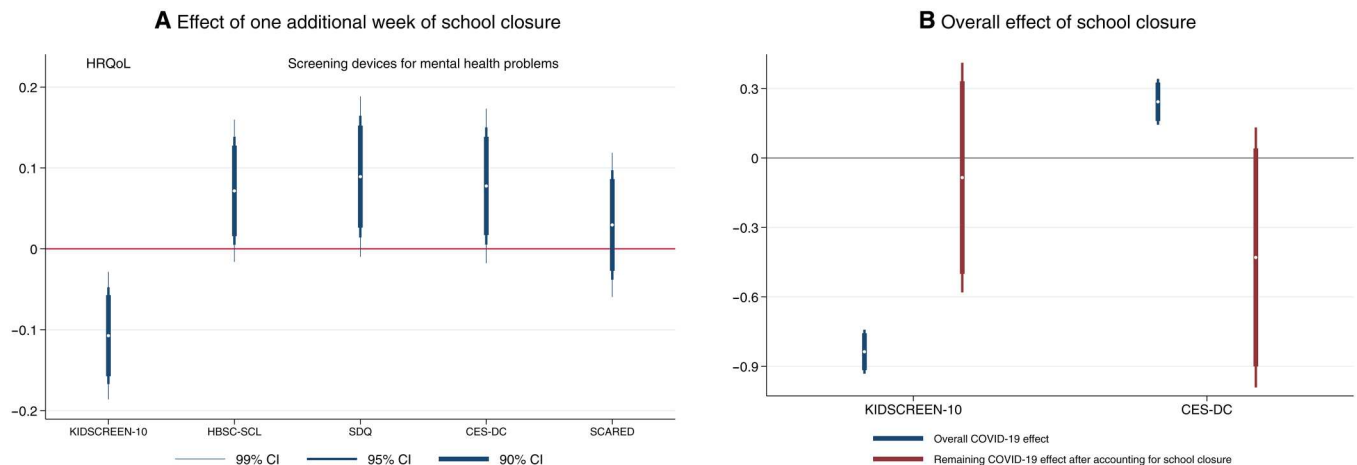 A Effect of one additional week of school closure
HRQoL
Screening devices for mental health problems
0.2
0.1
0
−0.1
−0.2
KIDSCREEN-10
HBSC-SCL
SDQ
CES-DC
SCARED
99% CI
95% CI
90% CI
B Overall effect of school closure
0.3
0
−0.3
−0.6
−0.9
KIDSCREEN-10
CES-DC
Overall COVID-19 effect
Remaining COVID-19 effect after accounting for school closure